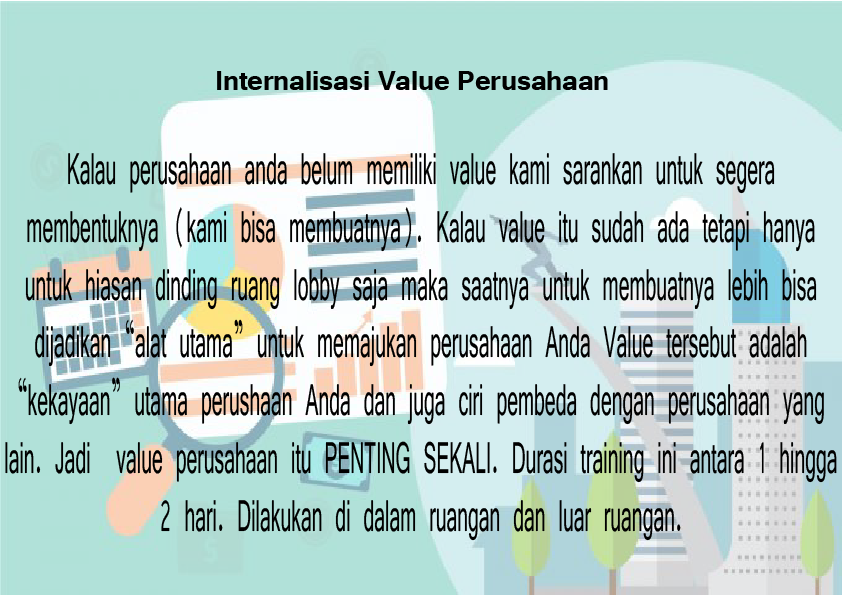 Internalisasi Value Perusahaan
Kalau perusahaan anda belum memiliki value kami sarankan untuk segera
membentuknya (kami bisa membuatnya). Kalau value itu sudah ada tetapi hanya
untuk hiasan dinding ruang lobby saja maka saatnya untuk membuatnya lebih bisa
dijadikan “alat utama” untuk memajukan perusahaan Anda Value tersebut adalah
“kekayaan” utama perushaan Anda dan juga ciri pembeda dengan perusahaan yang
lain. Jadi  value perusahaan itu PENTING SEKALI. Durasi training ini antara 1 hingga
2 hari. Dilakukan di dalam ruangan dan luar ruangan.